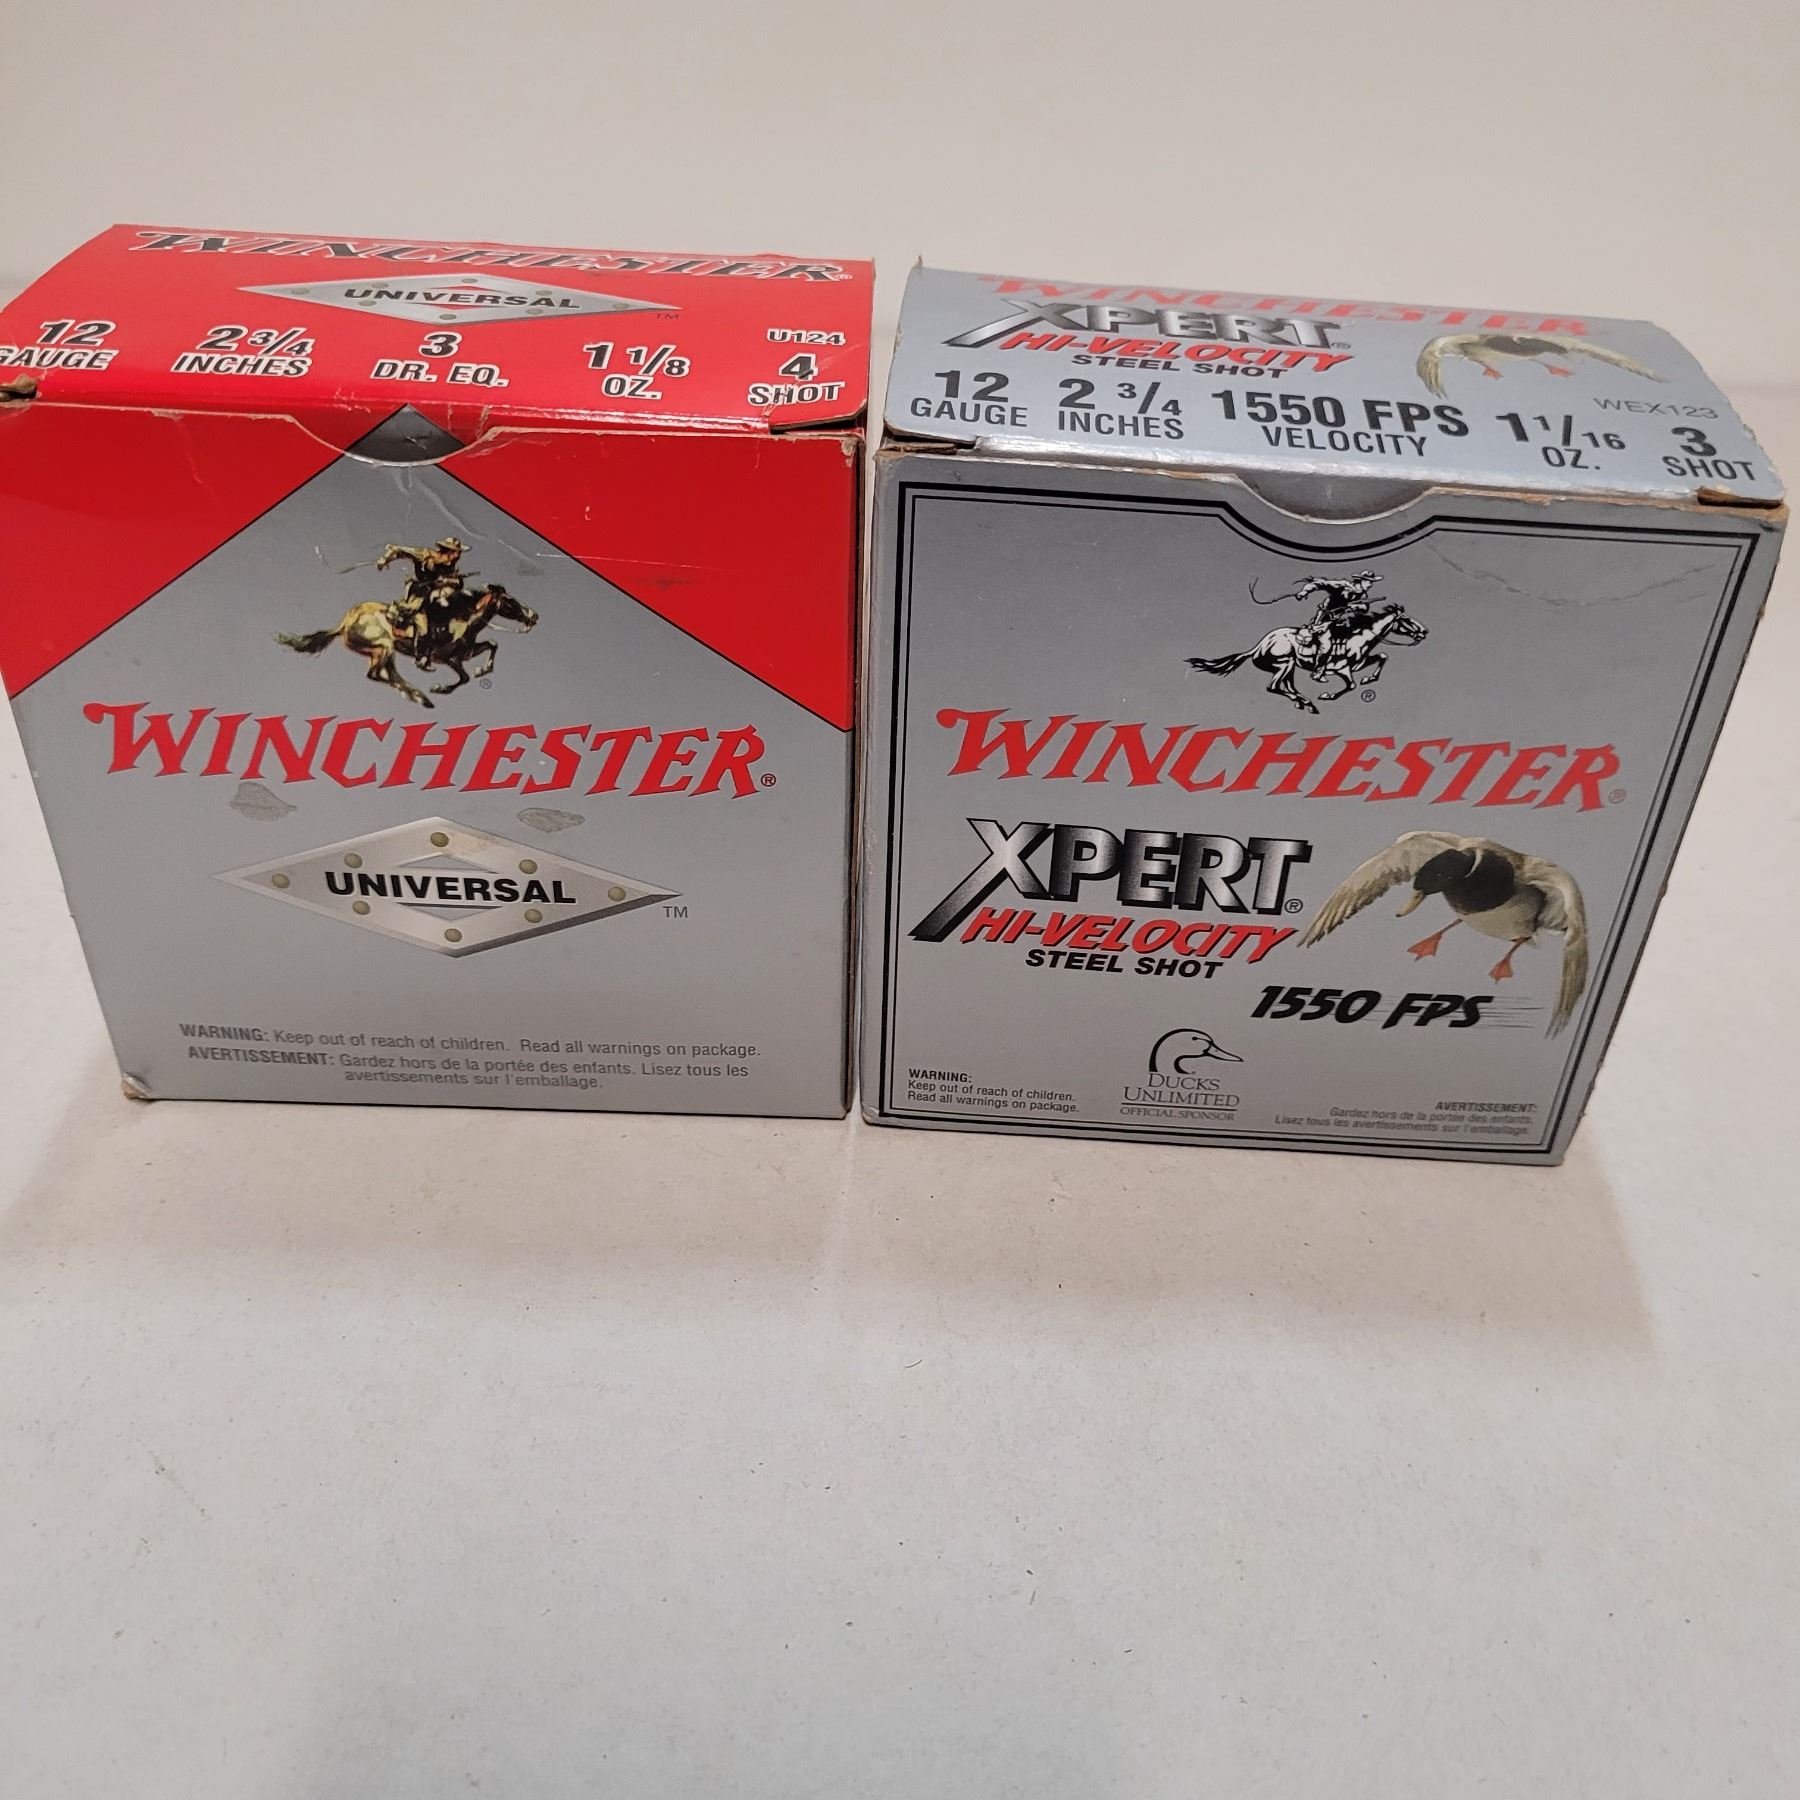 WINCHESTER®
UNIVERSAL™
12 GAUGE
2 3/4 INCHES
3 DR. EQ.
1 1/8 OZ.
U124
4 SHOT
WINCHESTER®
UNIVERSAL™
WARNING: Keep out of reach of children. Read all warnings on package.
AVERTISSEMENT: Gardez hors de la portée des enfants. Lisez tous les
avertissements sur l'emballage.
WINCHESTER
XPERT®
HI-VELOCITY
STEEL SHOT
12 GAUGE
2 3/4 INCHES
1550 FPS VELOCITY
1 1/16 OZ.
WEX123
3 SHOT
WINCHESTER®
XPERT®
HI-VELOCITY
STEEL SHOT
1550 FPS
WARNING:
Keep out of reach of children.
Read all warnings on package.
DUCKS
UNLIMITED
OFFICIAL SPONSOR
AVERTISSEMENT:
Gardez hors de la portée des enfants.
Lisez tous les avertissements sur l'emballage.